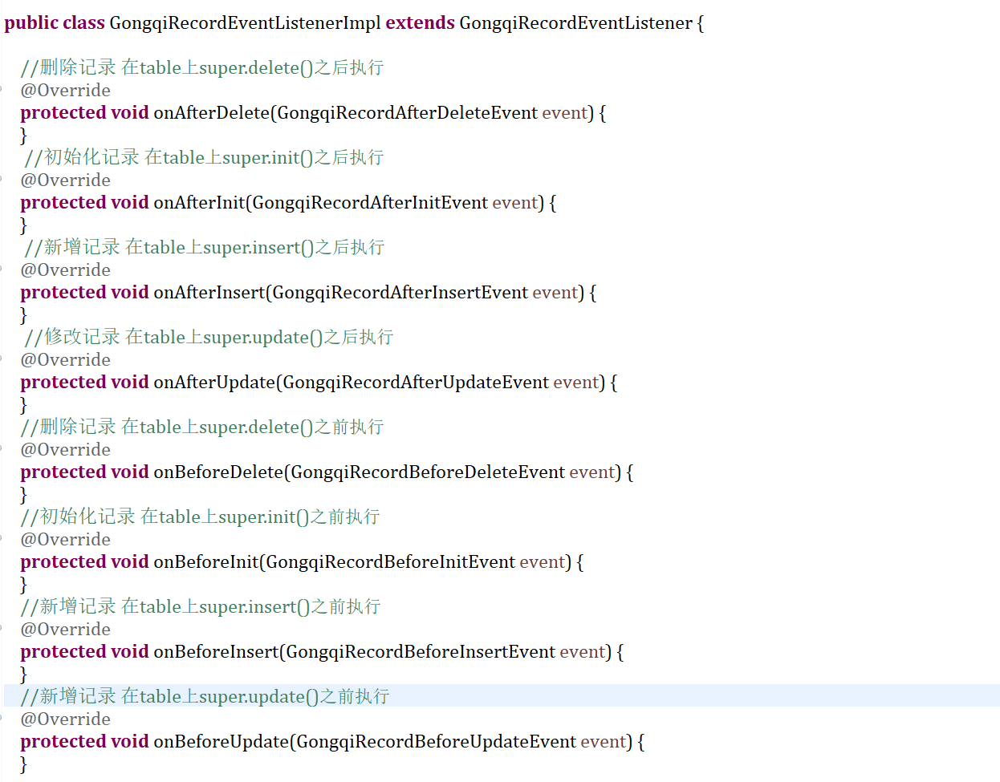 public class GongqiRecordEventListenerImpl extends GongqiRecordEventListener {
//删除记录 在table上super.delete()之后执行
@Override
protected void onAfterDelete(GongqiRecordAfterDeleteEvent event) {
}
//初始化记录 在table上super.init()之后执行
@Override
protected void onAfterInit(GongqiRecordAfterInitEvent event) {
}
//新增记录 在table上super.insert()之后执行
@Override
protected void onAfterInsert(GongqiRecordAfterInsertEvent event) {
}
//修改记录 在table上super.update()之后执行
@Override
protected void onAfterUpdate(GongqiRecordAfterUpdateEvent event) {
}
//删除记录 在table上super.delete()之前执行
@Override
protected void onBeforeDelete(GongqiRecordBeforeDeleteEvent event) {
}
//初始化记录 在table上super.init()之前执行
@Override
protected void onBeforeInit(GongqiRecordBeforeInitEvent event) {
}
//新增记录 在table上super.insert()之前执行
@Override
protected void onBeforeInsert(GongqiRecordBeforeInsertEvent event) {
}
//新增记录 在table上super.update()之前执行
@Override
protected void onBeforeUpdate(GongqiRecordBeforeUpdateEvent event) {
}